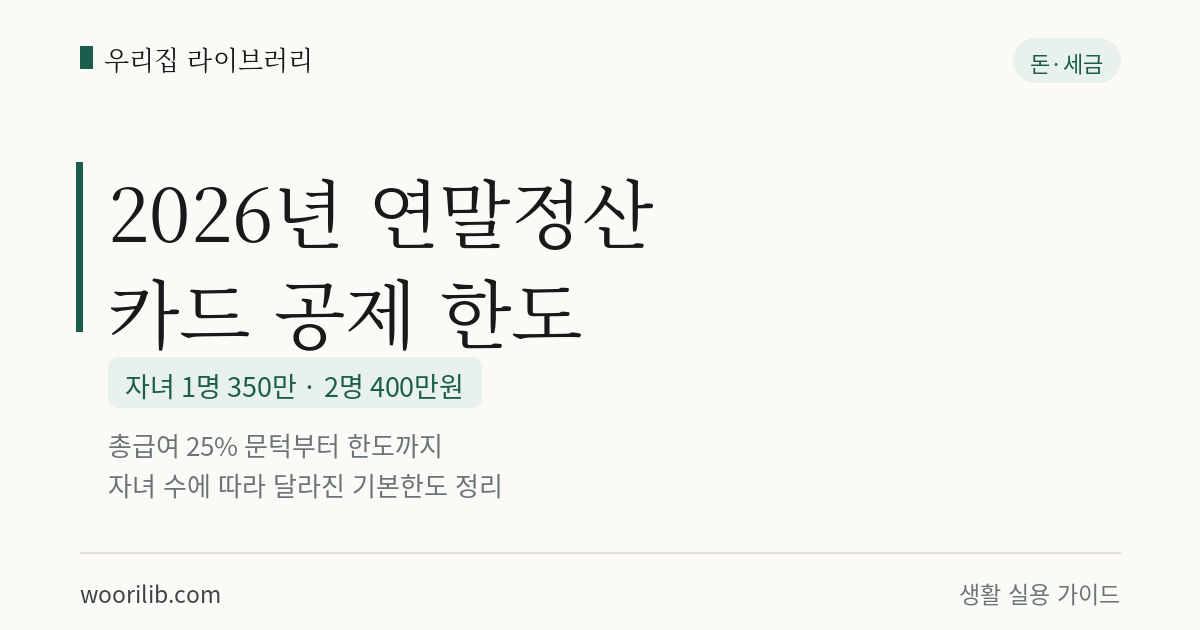 우리집 라이브러리
돈·세금
2026년 연말정산
카드 공제 한도
자녀 1명 350만 · 2명 400만원
총급여 25% 문턱부터 한도까지
자녀 수에 따라 달라진 기본한도 정리
woorilib.com
생활 실용 가이드